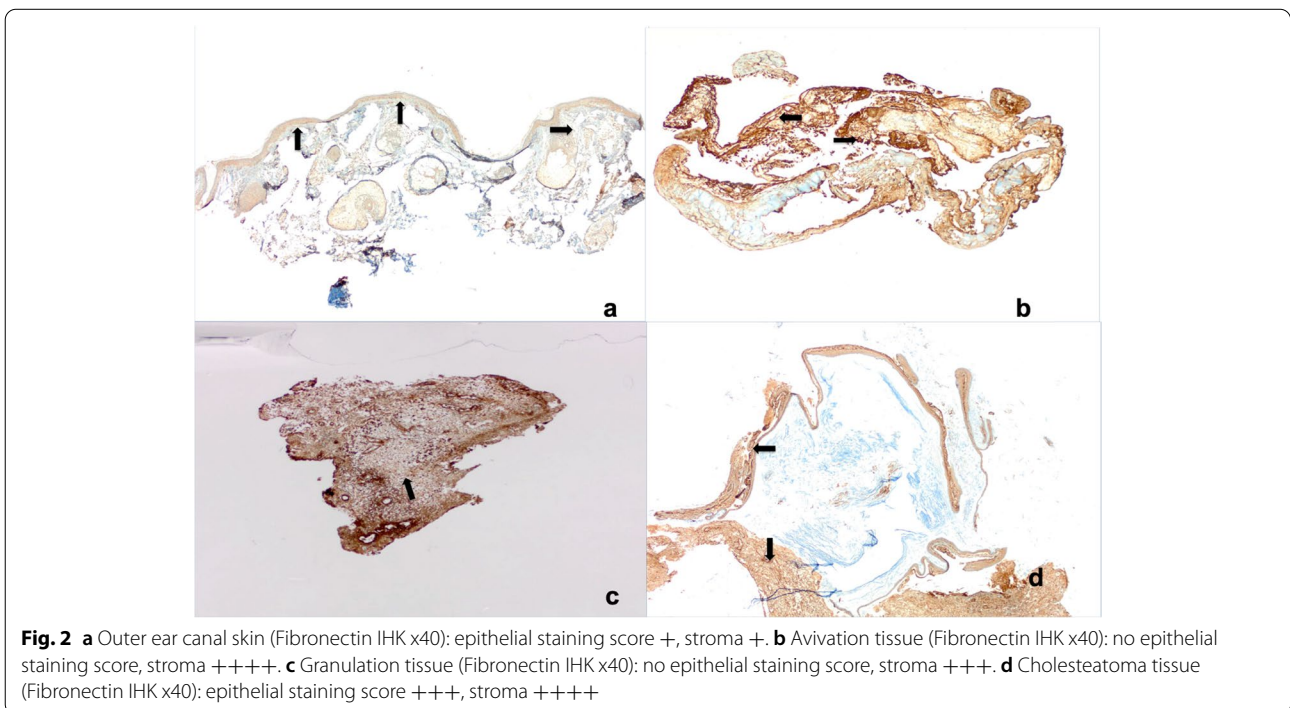 a
b
c
d
Fig. 2 a Outer ear canal skin (Fibronectin IHK x40): epithelial staining score +, stroma +. b Avivation tissue (Fibronectin IHK x40): no epithelial
staining score, stroma ++++. c Granulation tissue (Fibronectin IHK x40): no epithelial staining score, stroma +++. d Cholesteatoma tissue
(Fibronectin IHK x40): epithelial staining score +++, stroma ++++